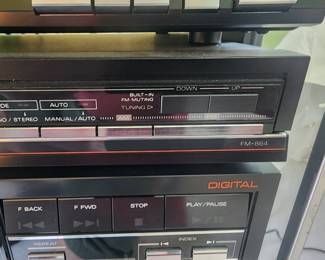 DOWN UP
BUILT-IN
FM MUTING
DE AUTO TUNING ▷
NO/STEREO MANUAL/AUTO
FM-864
DIGITAL
F BACK F FWD STOP PLAY/PAUSE
REPEAT INDEX